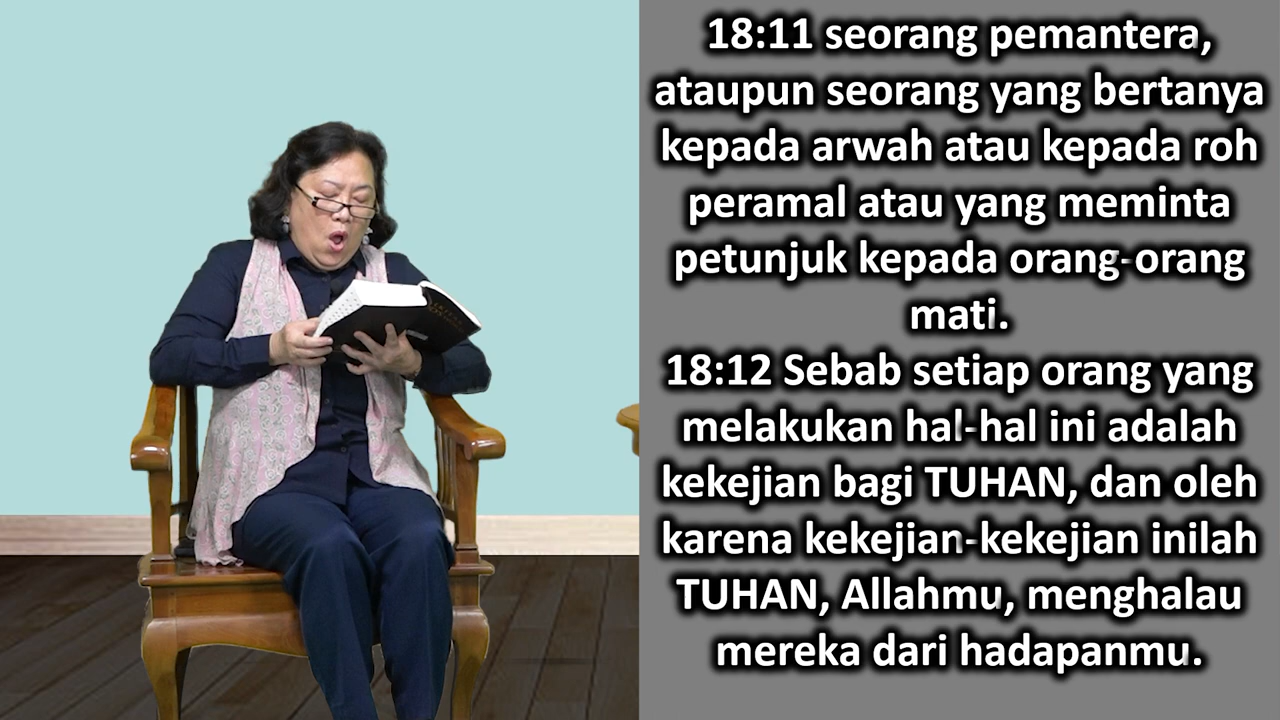 18:11 seorang pemantera,
ataupun seorang yang bertanya
kepada arwah atau kepada roh
peramal atau yang meminta
petunjuk kepada orang-orang
mati.
18:12 Sebab setiap orang yang
melakukan hal-hal ini adalah
kekejian bagi TUHAN, dan oleh
karena kekejian-kekejian inilah
TUHAN, Allahmu, menghalau
mereka dari hadapanmu.